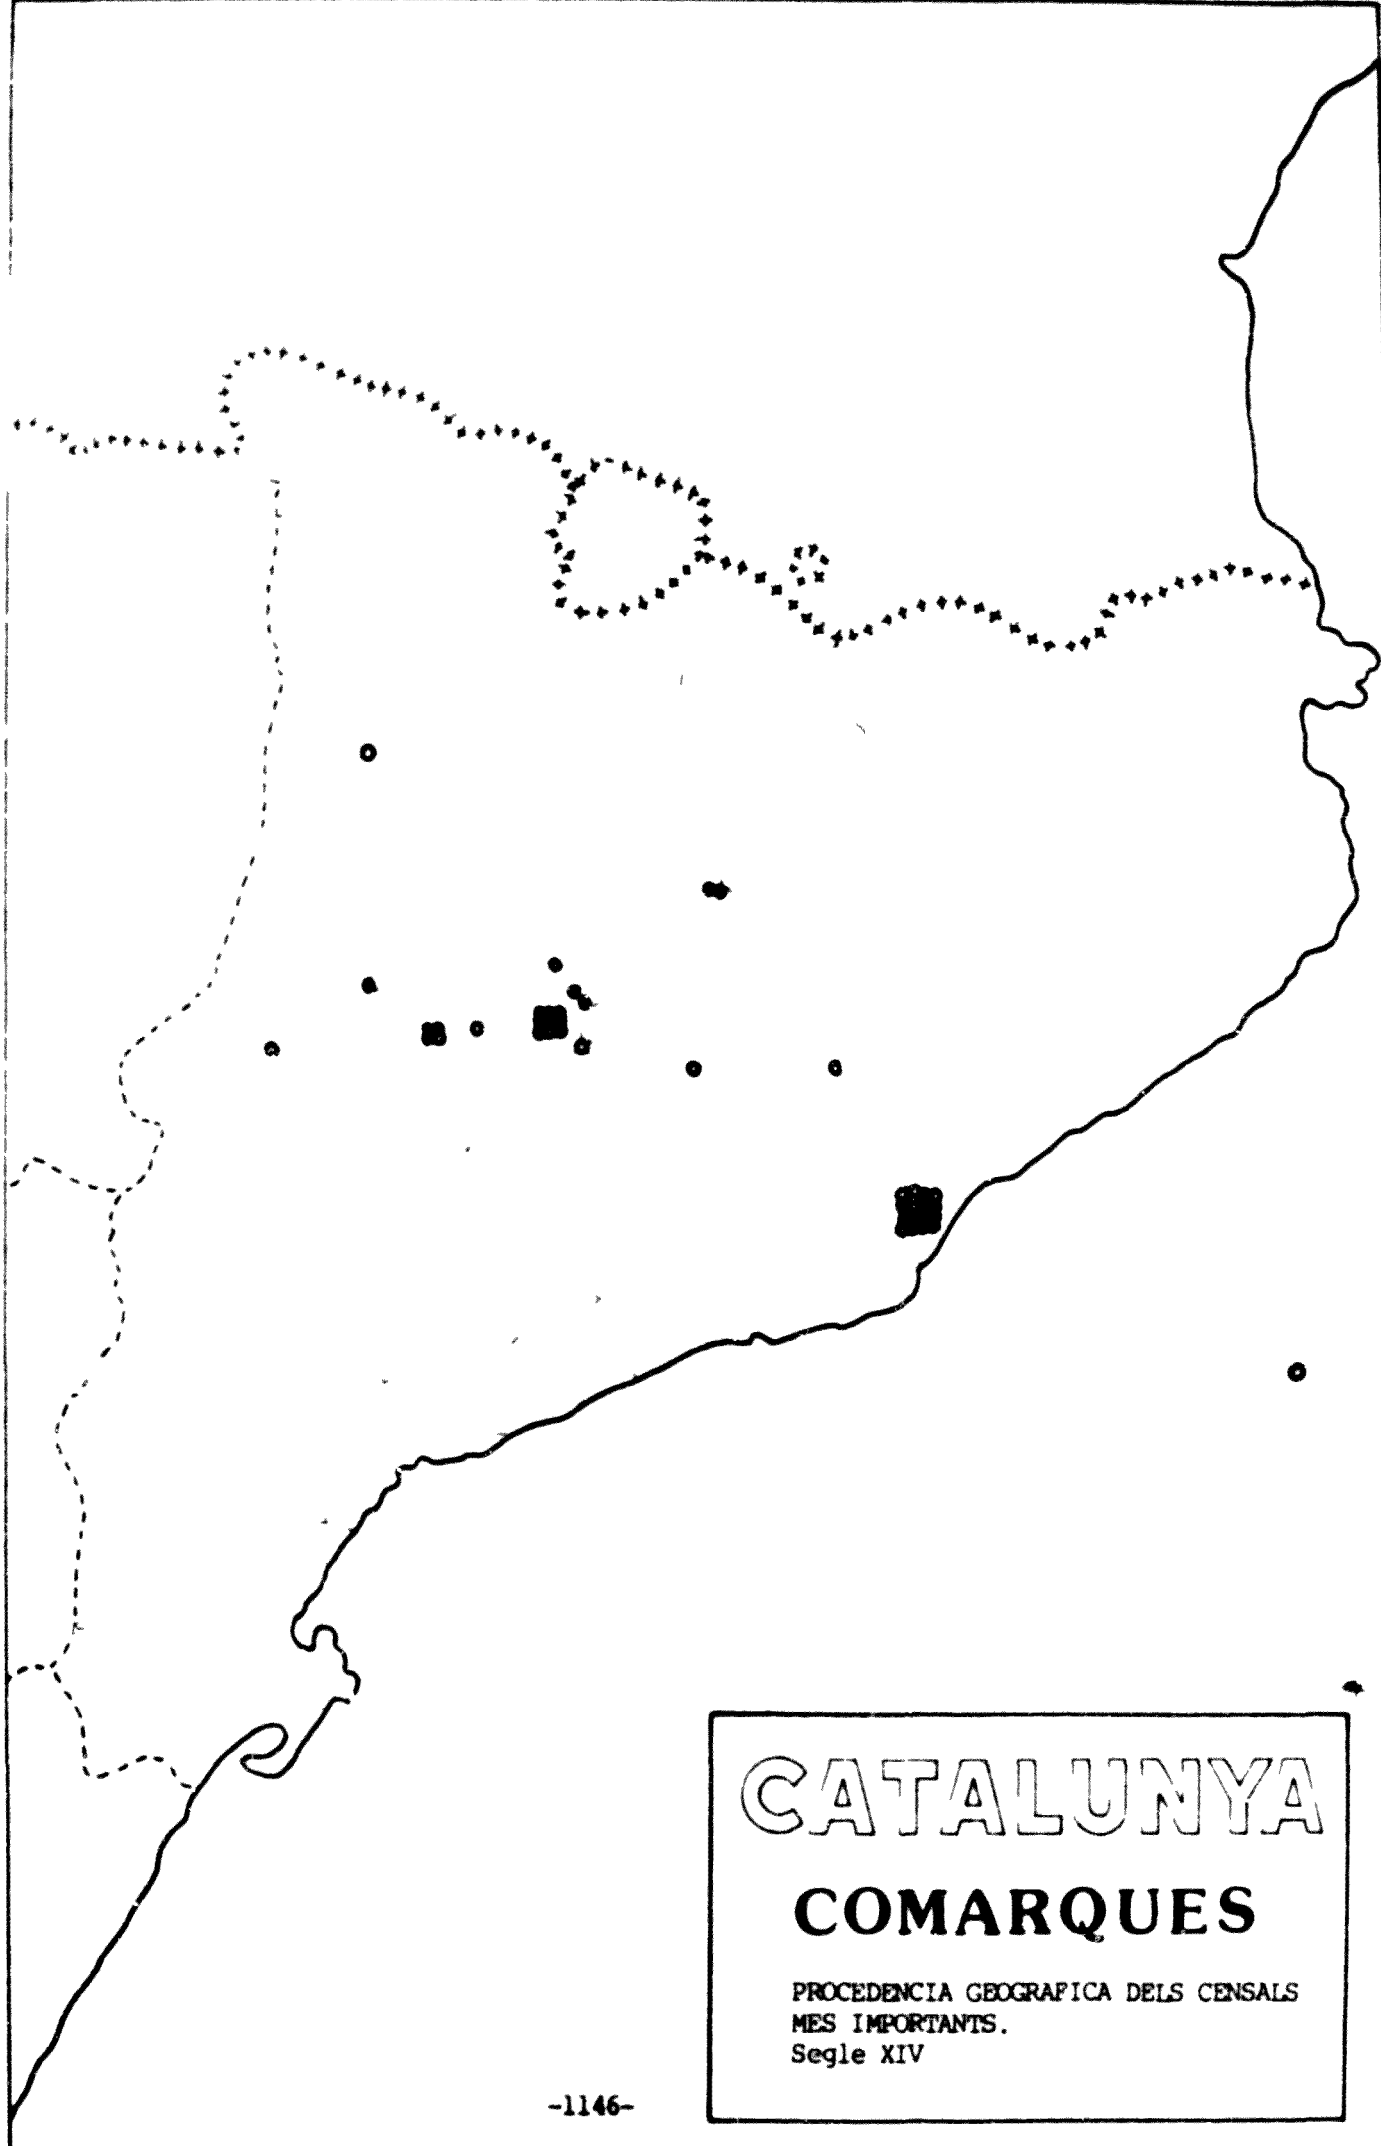 CATALUNYA
COMARQUES
PROCEDENCIA GEOGRAFICA DELS CENSALS
MES IMPORTANTS.
Segle XIV
-1146-